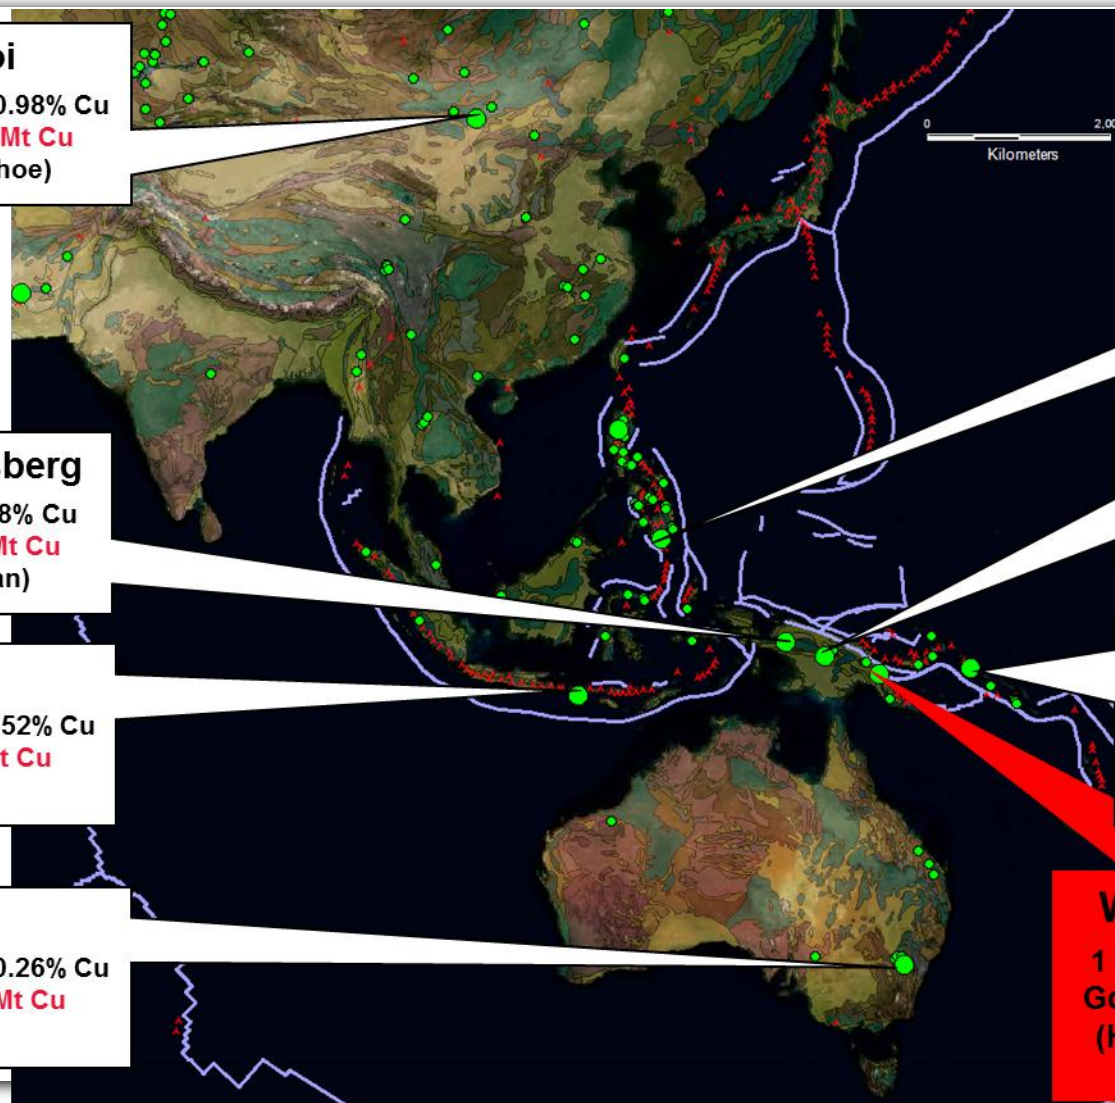 oi
0.98% Cu
Mt Cu
hoe)
0
2,00
Kilometers
sberg
8% Cu
Mt Cu
an)
52% Cu
t Cu
0.26% Cu
Mt Cu
1
Go
(H